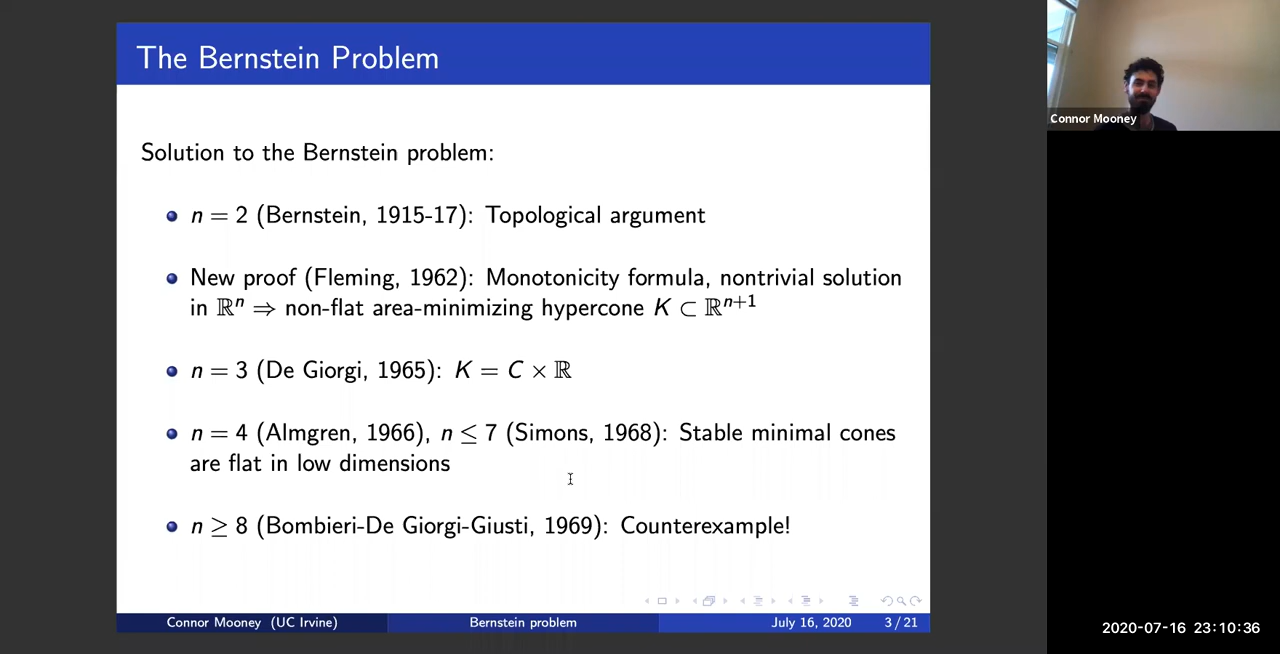 The Bernstein Problem
Solution to the Bernstein problem:
n = 2 (Bernstein, 1915-17): Topological argument
New proof (Fleming, 1962): Monotonicity formula, nontrivial solution
in ℝⁿ ⇒ non-flat area-minimizing hypercone K ⊂ ℝⁿ⁺¹
n = 3 (De Giorgi, 1965): K = C × ℝ
n = 4 (Almgren, 1966), n ≤ 7 (Simons, 1968): Stable minimal cones
are flat in low dimensions
n ≥ 8 (Bombieri-De Giorgi-Giusti, 1969): Counterexample!
Connor Mooney (UC Irvine)
Bernstein problem
July 16, 2020
3 / 21
Connor Mooney
2020-07-16 23:10:36